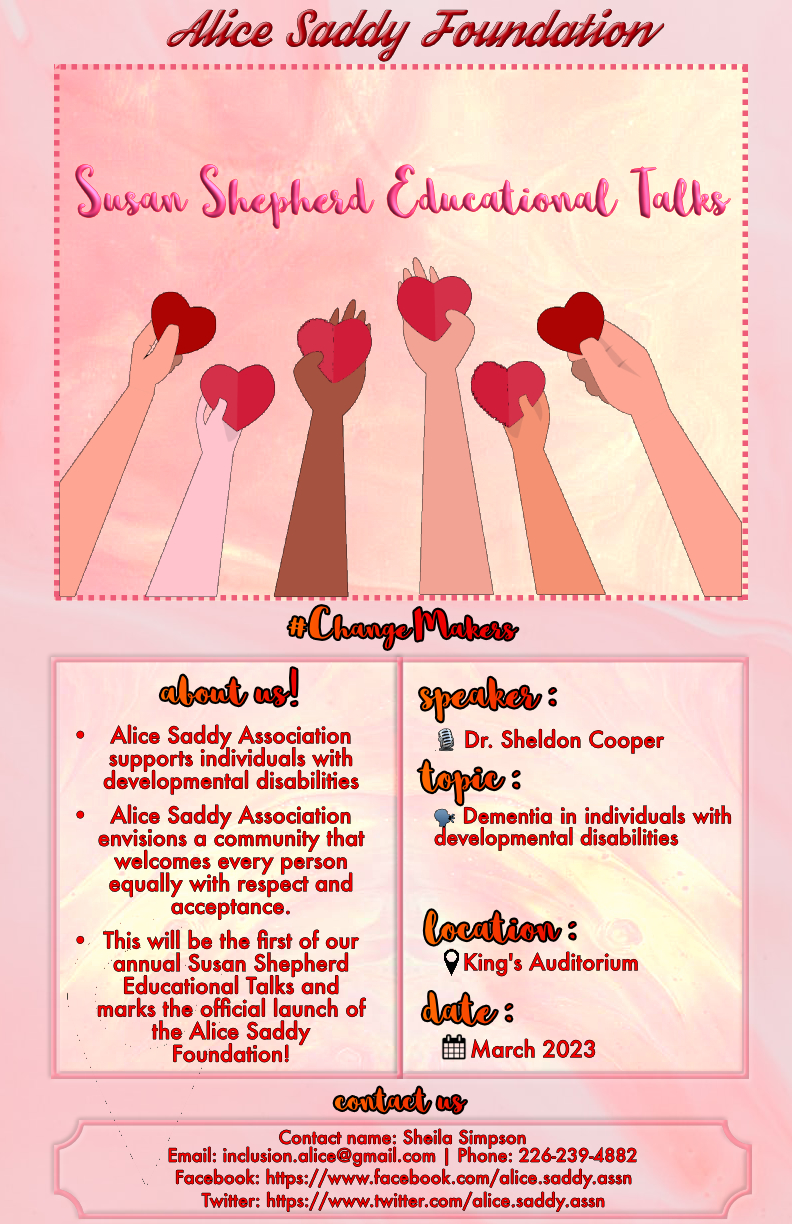 Alice Saddy Foundation
Susan Shepherd Educational Talks
#ChangeMakers
about us!
• Alice Saddy Association
supports individuals with
developmental disabilities
• Alice Saddy Association
envisions a community that
welcomes every person
equally with respect and
acceptance.
• This will be the first of our
annual Susan Shepherd
Educational Talks and
marks the official launch of
the Alice Saddy
Foundation!
speaker :
Dr. Sheldon Cooper
topic :
Dementia in individuals with
developmental disabilities
location :
King's Auditorium
date :
March 2023
contact us
Contact name: Sheila Simpson
Email: inclusion.alice@gmail.com | Phone: 226-239-4882
Facebook: https://www.facebook.com/alice.saddy.assn
Twitter: https://www.twitter.com/alice.saddy.assn